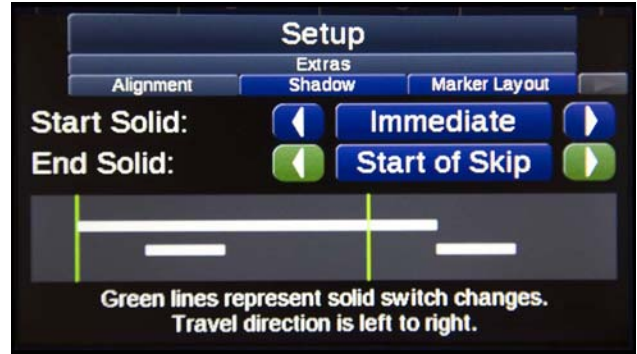 Setup
Extras
Alignment Shadow Marker Layout
Start Solid: Immediate
End Solid: Start of Skip
Green lines represent solid switch changes.
Travel direction is left to right.